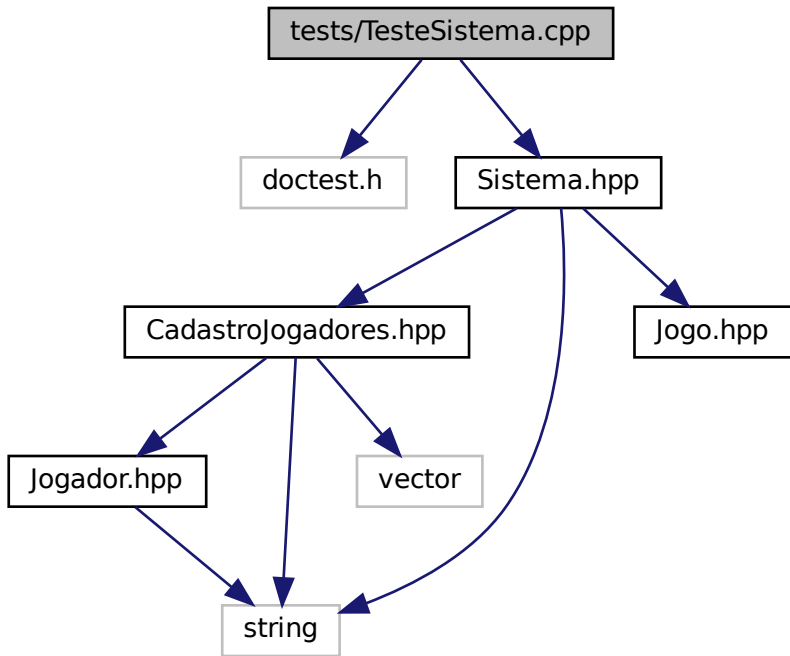 tests/TesteSistema.cpp
doctest.h
Sistema.hpp
CadastroJogadores.hpp
Jogo.hpp
Jogador.hpp
vector
string